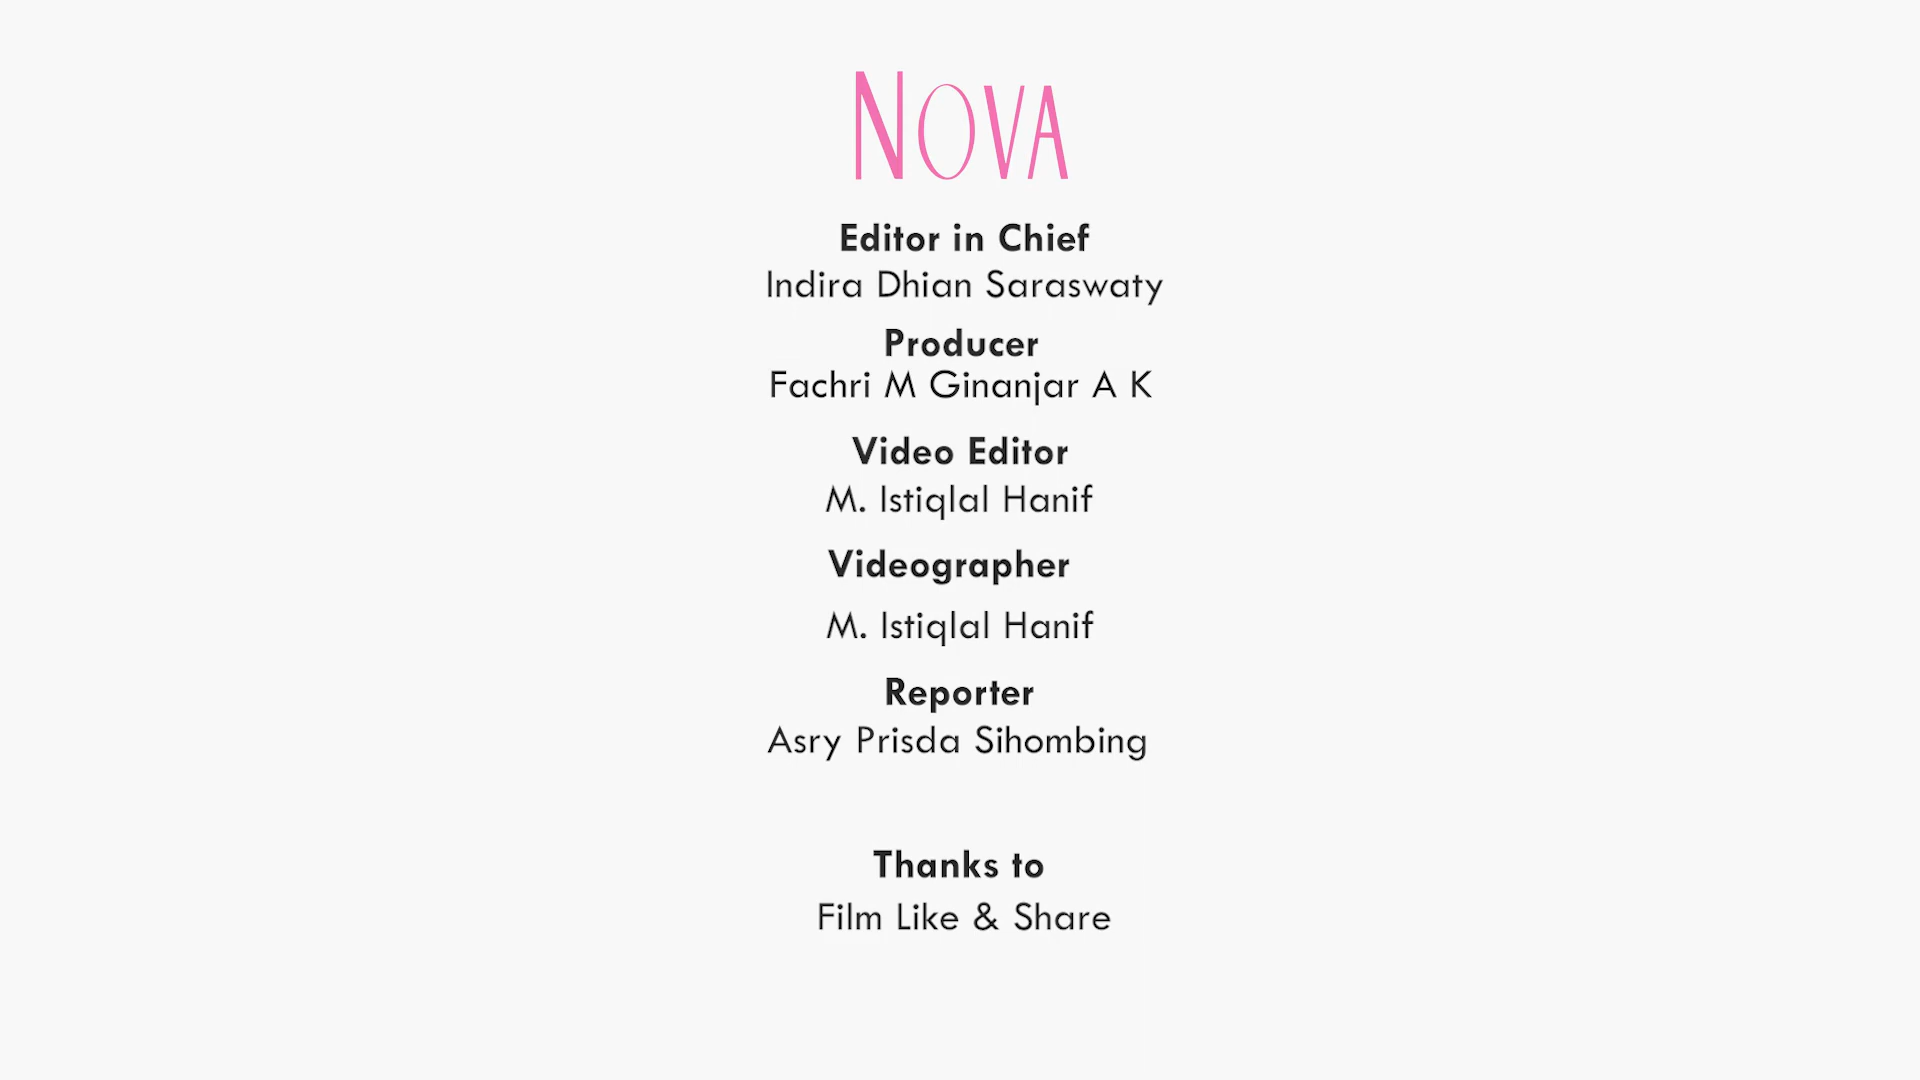 NOVA
Editor in Chief
Indira Dhian Saraswaty
Producer
Fachri M Ginanjar A K
Video Editor
M. Istiqlal Hanif
Videographer
M. Istiqlal Hanif
Reporter
Asry Prisda Sihombing
Thanks to
Film Like & Share